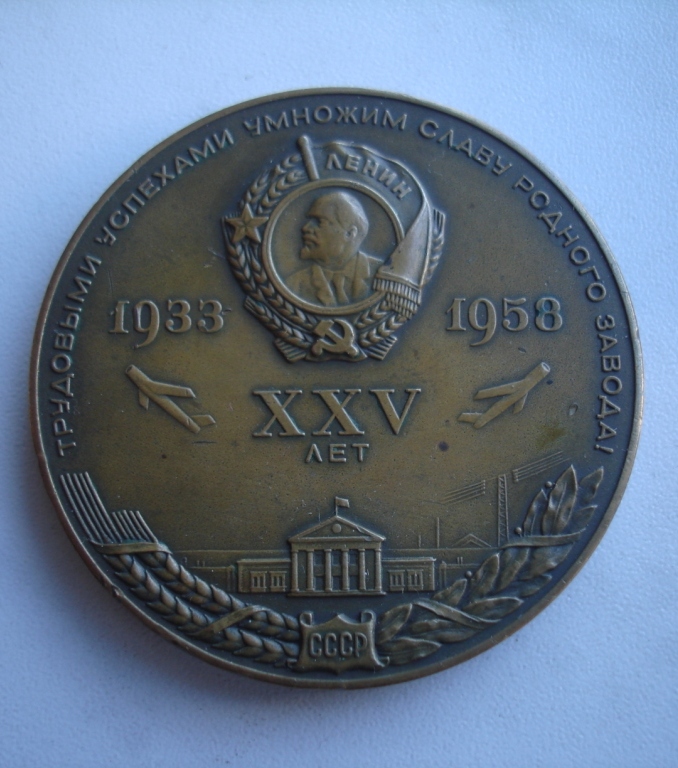 ТРУДОВЫМИ УСПЕХАМИ УМНОЖИМ СЛАВУ РОДНОГО ЗАВОДА!
ЛЕНИН
1933 1958
XXV
ЛЕТ
СССР